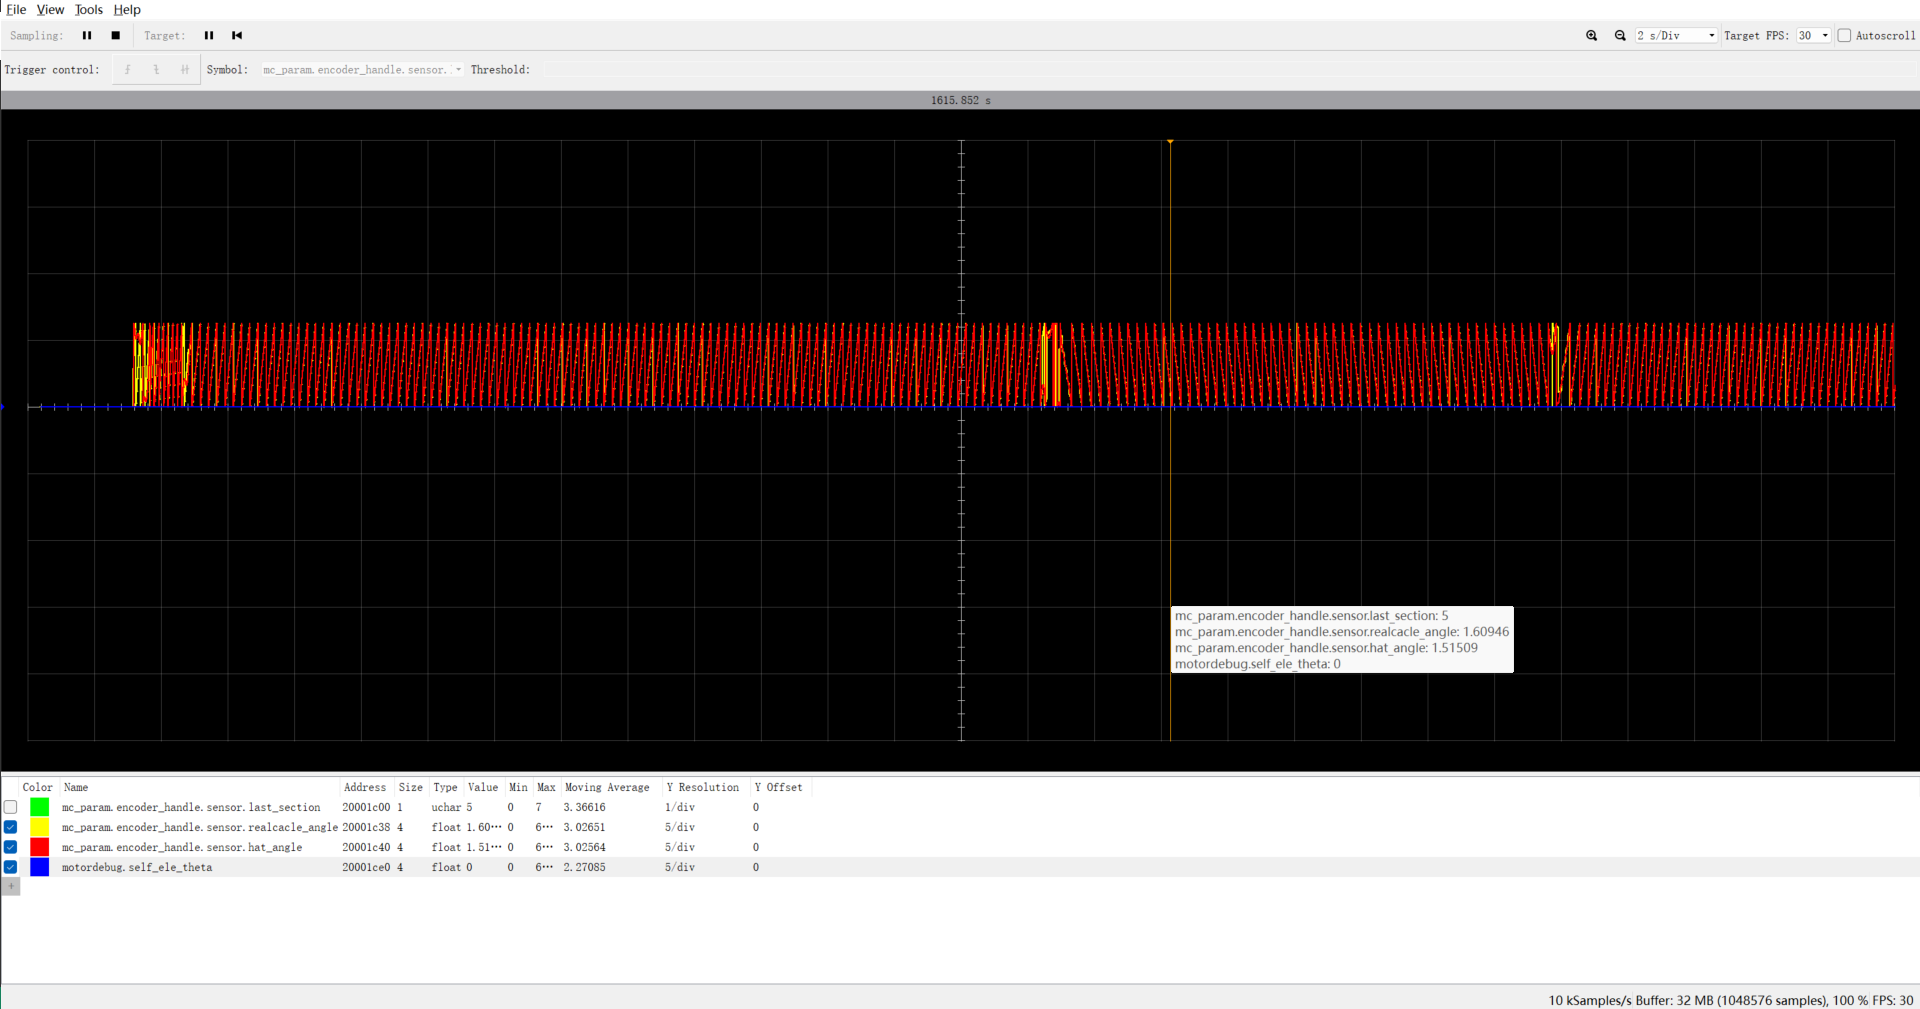 File View Tools Help
Sampling: Target: 2 s/Div Target FPS: 30 Autoscroll
Trigger control: Symbol: mc_param.encoder_handle.sensor. Threshold:
1615.852 s
mc_param.encoder_handle.sensor.last_section: 5
mc_param.encoder_handle.sensor.realcacle_angle: 1.60946
mc_param.encoder_handle.sensor.hat_angle: 1.51509
motordebug.self_ele_theta: 0
Color Name Address Size Type Value Min Max Moving Average Y Resolution Y Offset
mc_param.encoder_handle.sensor.last_section 20001c00 1 uchar 5 0 7 3.36616 1/div 0
mc_param.encoder_handle.sensor.realcacle_angle 20001c38 4 float 1.60… 0 6… 3.02651 5/div 0
mc_param.encoder_handle.sensor.hat_angle 20001c40 4 float 1.51… 0 6… 3.02564 5/div 0
motordebug.self_ele_theta 20001ce0 4 float 0 0 6… 2.27085 5/div 0
+
10 kSamples/s Buffer: 32 MB (1048576 samples), 100 % FPS: 30